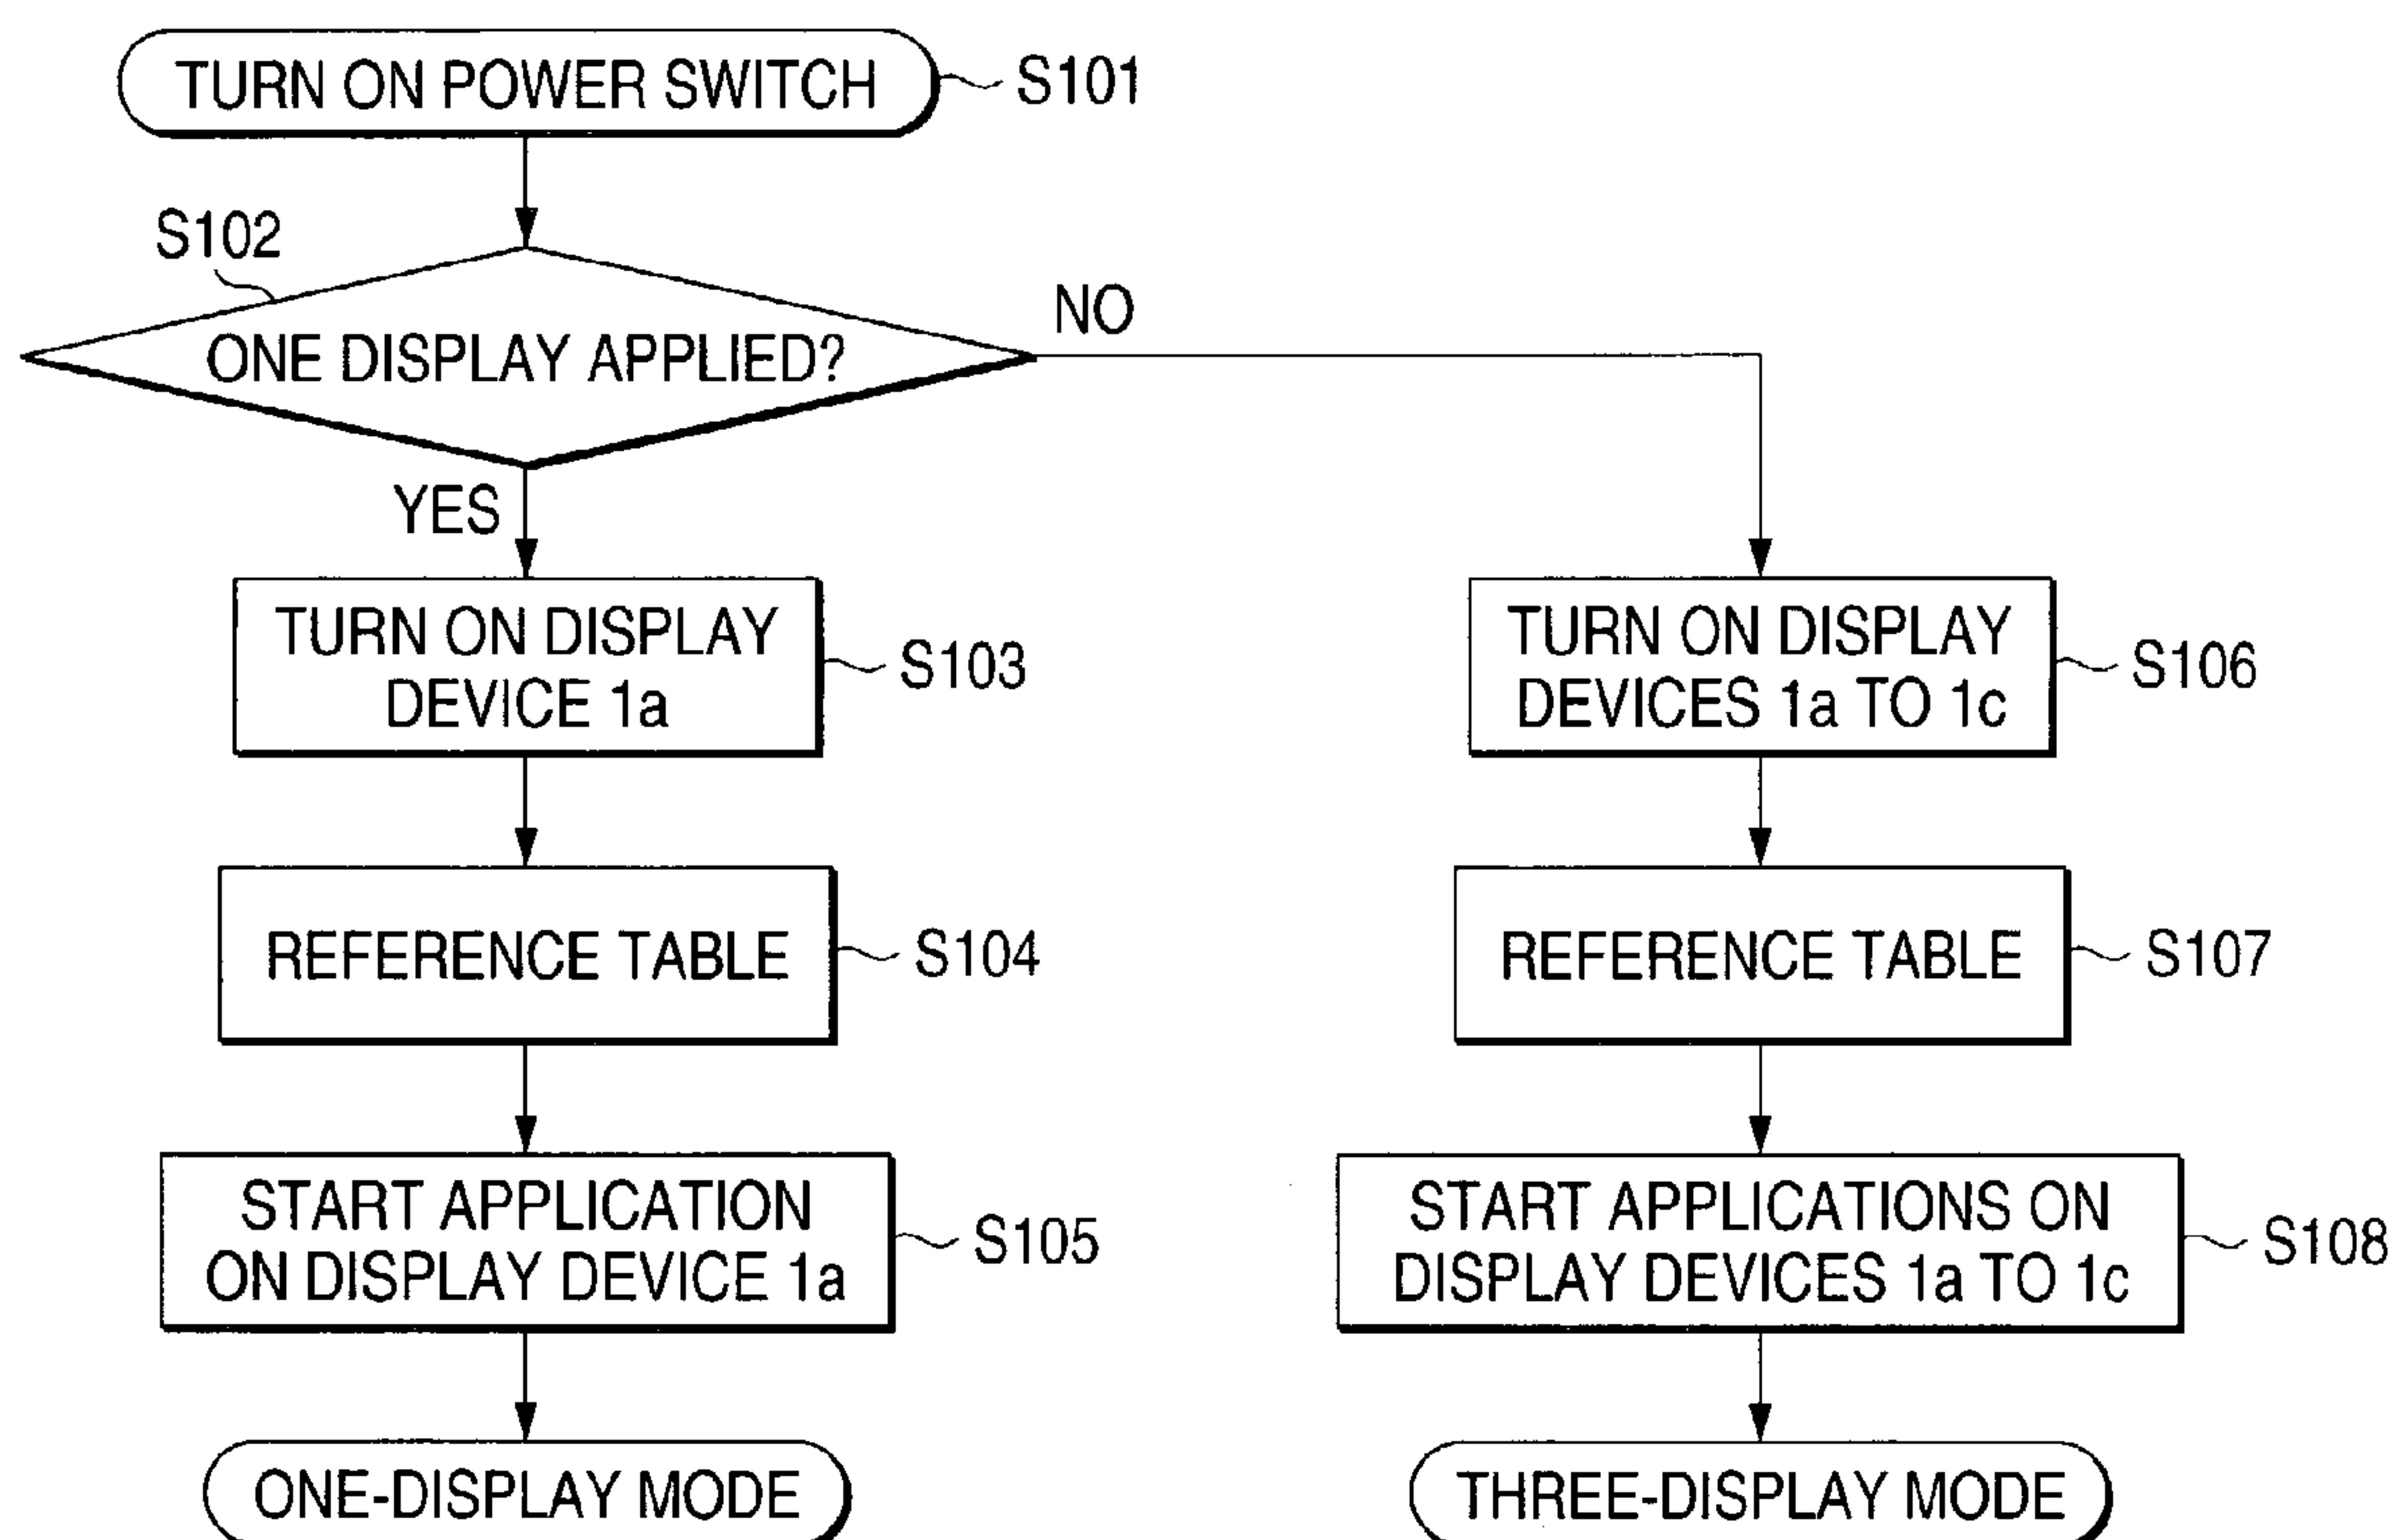 TURN ON POWER SWITCH
S101
S102
ONE DISPLAY APPLIED?
NO
YES
TURN ON DISPLAY
DEVICE 1a
S103
REFERENCE TABLE
S104
START APPLICATION
ON DISPLAY DEVICE 1a
S105
ONE-DISPLAY MODE
TURN ON DISPLAY
DEVICES 1a TO 1c
S106
REFERENCE TABLE
S107
START APPLICATIONS ON
DISPLAY DEVICES 1a TO 1c
S108
THREE-DISPLAY MODE